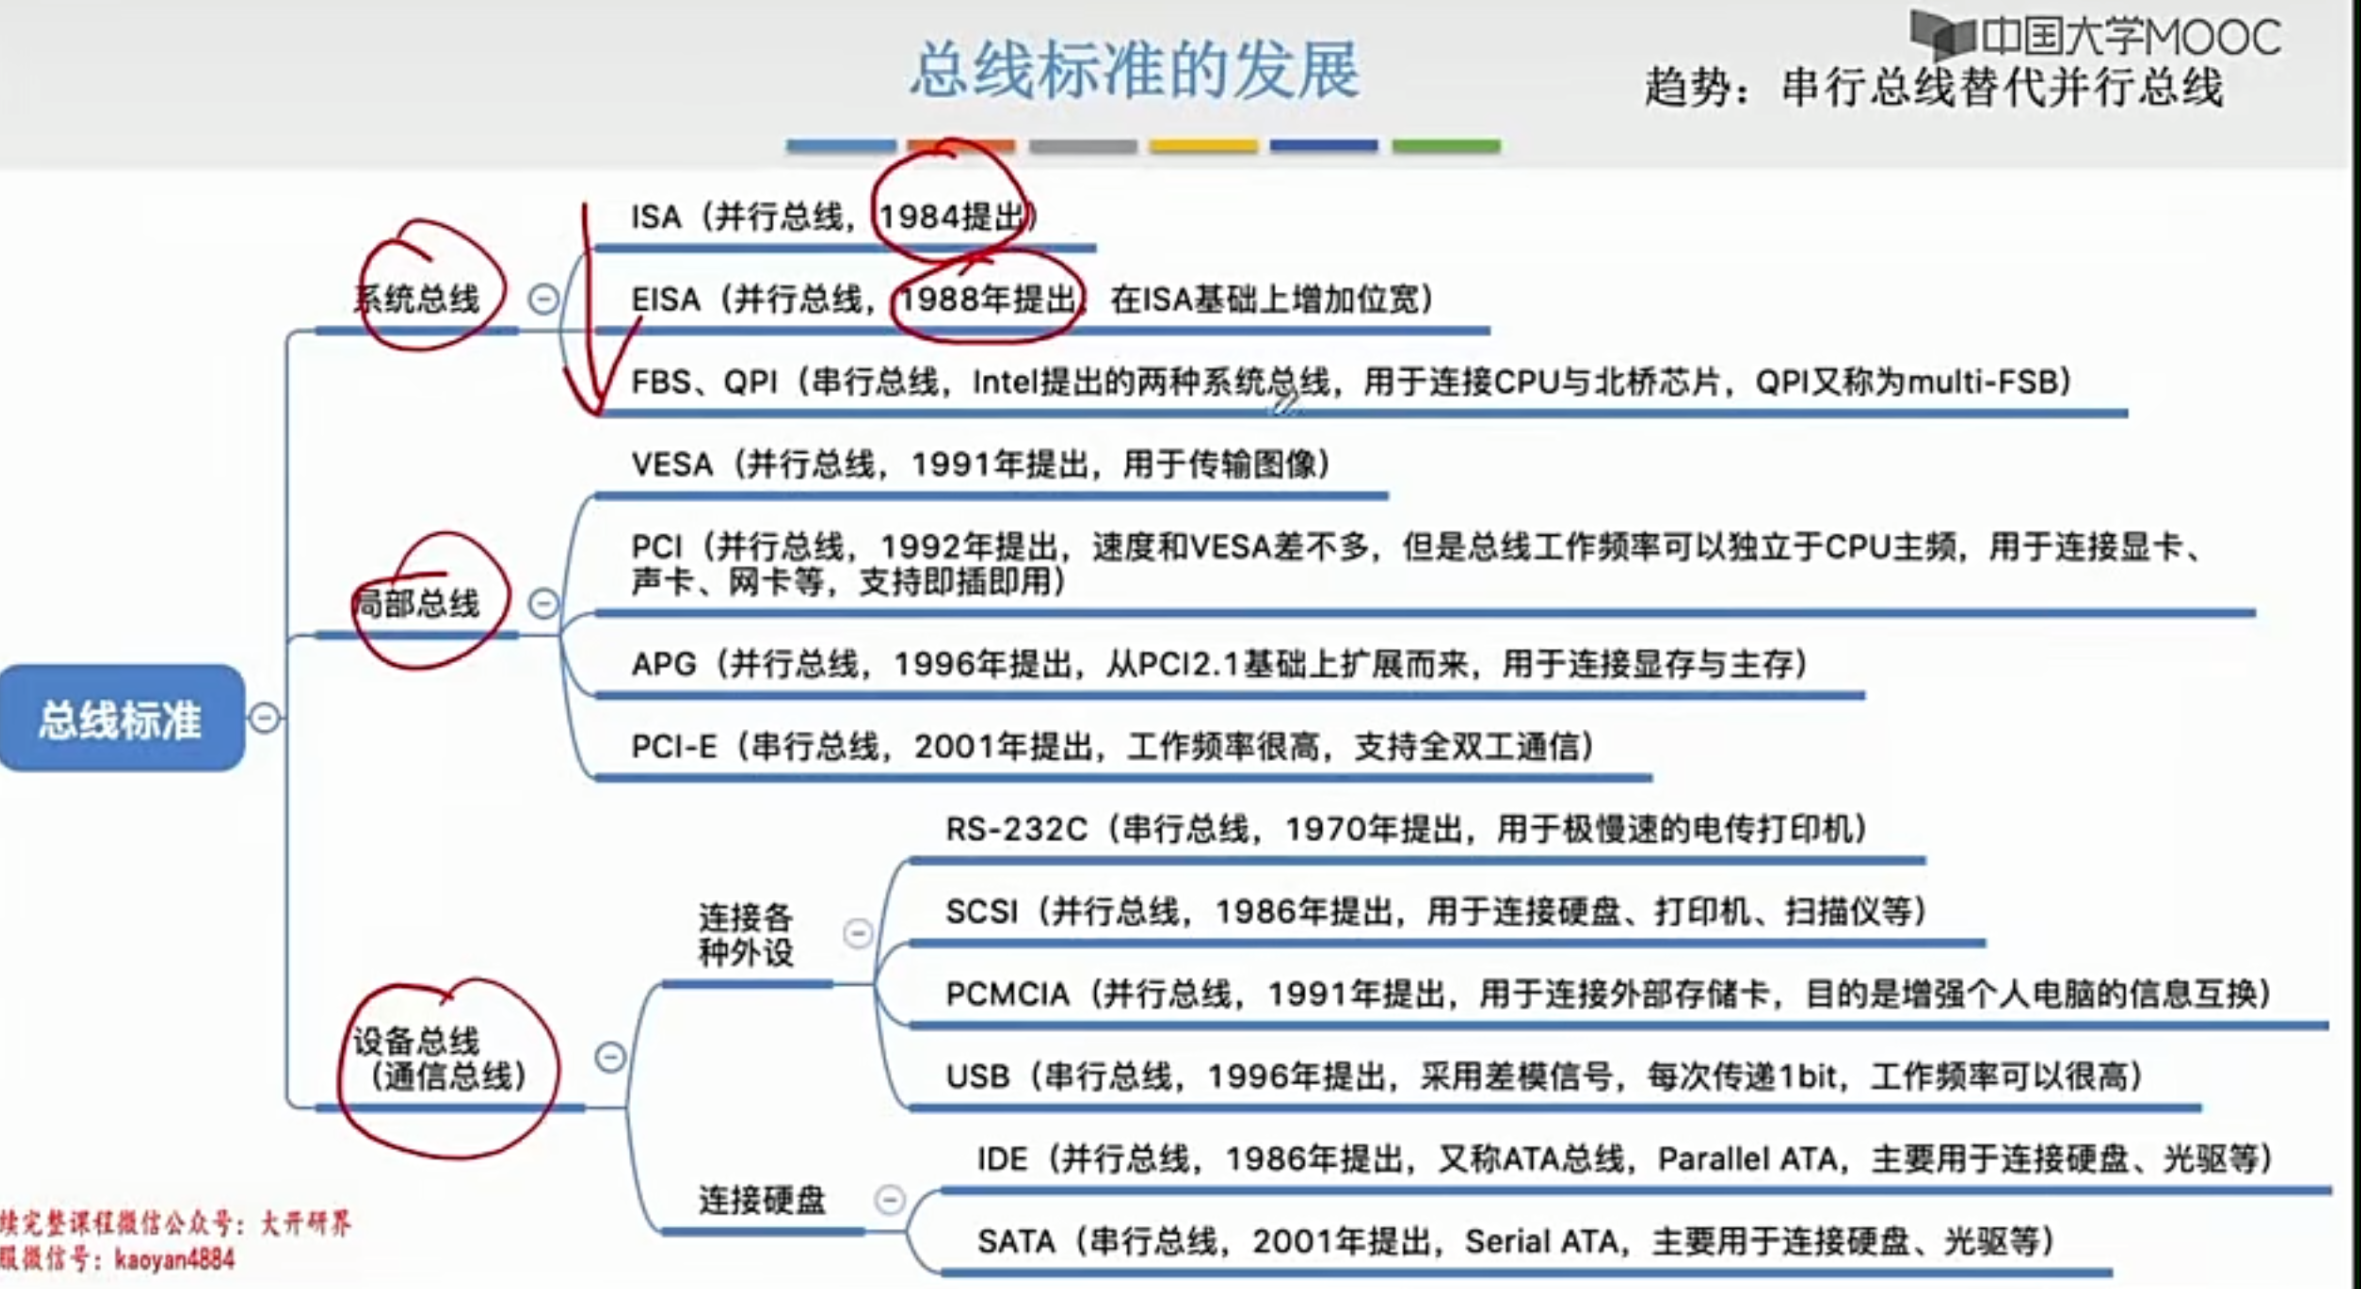 中国大学MOOC
总线标准的发展
趋势：串行总线替代并行总线
ISA（并行总线，1984提出）
系统总线
EISA（并行总线，1988年提出，在ISA基础上增加位宽）
FBS、QPI（串行总线，Intel提出的两种系统总线，用于连接CPU与北桥芯片，QPI又称为multi-FSB）
VESA（并行总线，1991年提出，用于传输图像）
PCI（并行总线，1992年提出，速度和VESA差不多，但是总线工作频率可以独立于CPU主频，用于连接显卡、
声卡、网卡等，支持即插即用）
局部总线
APG（并行总线，1996年提出，从PCI2.1基础上扩展而来，用于连接显存与主存）
总线标准
PCI-E（串行总线，2001年提出，工作频率很高，支持全双工通信）
RS-232C（串行总线，1970年提出，用于极慢速的电传打印机）
连接各
种外设
SCSI（并行总线，1986年提出，用于连接硬盘、打印机、扫描仪等）
PCMCIA（并行总线，1991年提出，用于连接外部存储卡，目的是增强个人电脑的信息互换）
设备总线
（通信总线）
USB（串行总线，1996年提出，采用差模信号，每次传递1bit，工作频率可以很高）
IDE（并行总线，1986年提出，又称ATA总线，Parallel ATA，主要用于连接硬盘、光驱等）
连接硬盘
SATA（串行总线，2001年提出，Serial ATA，主要用于连接硬盘、光驱等）
续完整课程微信公众号：大开研界
服微信号：kaoyan4884